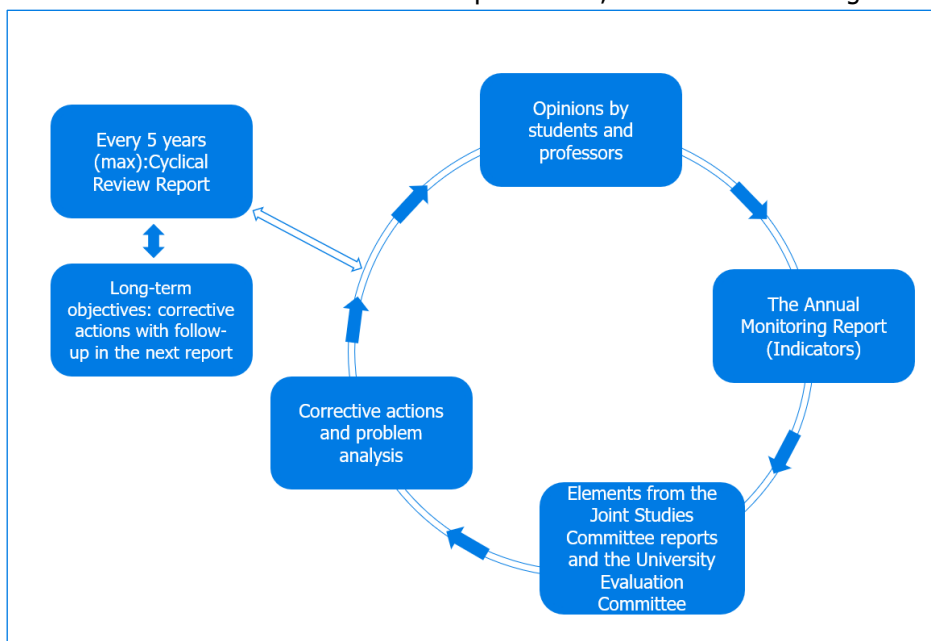 Opinions by
students and
professors
Every 5 years
(max):Cyclical
Review Report
Long-term
objectives: corrective
actions with follow-
up in the next report
The Annual
Monitoring Report
(Indicators)
Corrective actions
and problem
analysis
Elements from the
Joint Studies
Committee reports
and the University
Evaluation
Committee